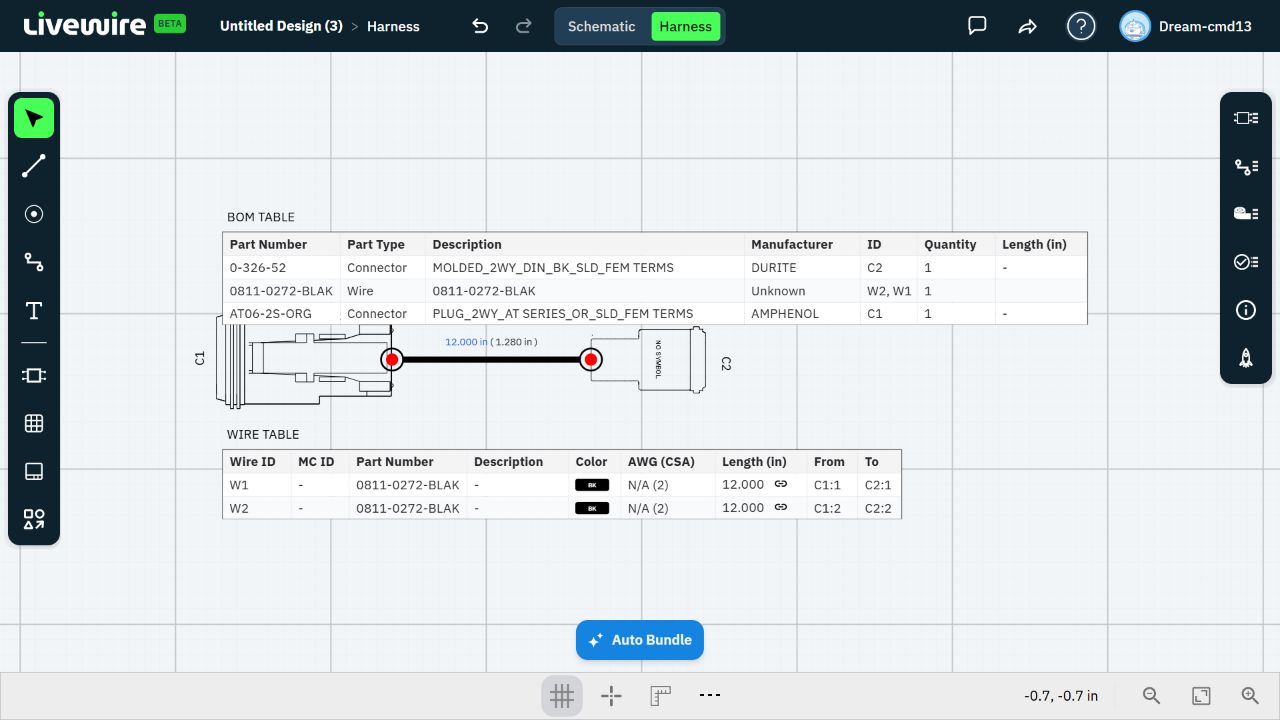 Livewire BETA Untitled Design (3) > Harness Schematic Harness ? Dream-cmd13
BOM TABLE
Part Number Part Type Description Manufacturer ID Quantity Length (in)
0-326-52 Connector MOLDED_2WY_DIN_BK_SLD_FEM TERMS DURITE C2 1 -
0811-0272-BLAK Wire 0811-0272-BLAK Unknown W2, W1 1
AT06-2S-ORG Connector PLUG_2WY_AT SERIES_OR_SLD_FEM TERMS AMPHENOL C1 1 -
C1
12.000 in ( 1.280 in )
NO SYMBOL
C2
WIRE TABLE
Wire ID MC ID Part Number Description Color AWG (CSA) Length (in) From To
W1 - 0811-0272-BLAK - BK N/A (2) 12.000 C1:1 C2:1
W2 - 0811-0272-BLAK - BK N/A (2) 12.000 C1:2 C2:2
T
Auto Bundle
-0.7, -0.7 in